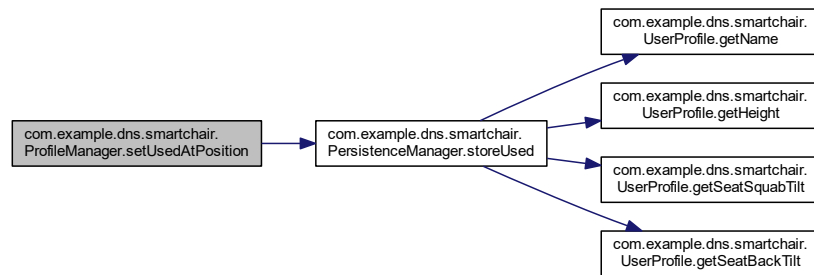 com.example.dns.smartchair.
UserProfile.getName
com.example.dns.smartchair.
UserProfile.getHeight
com.example.dns.smartchair.
ProfileManager.setUsedAtPosition
com.example.dns.smartchair.
PersistenceManager.storeUsed
com.example.dns.smartchair.
UserProfile.getSeatSquabTilt
com.example.dns.smartchair.
UserProfile.getSeatBackTilt